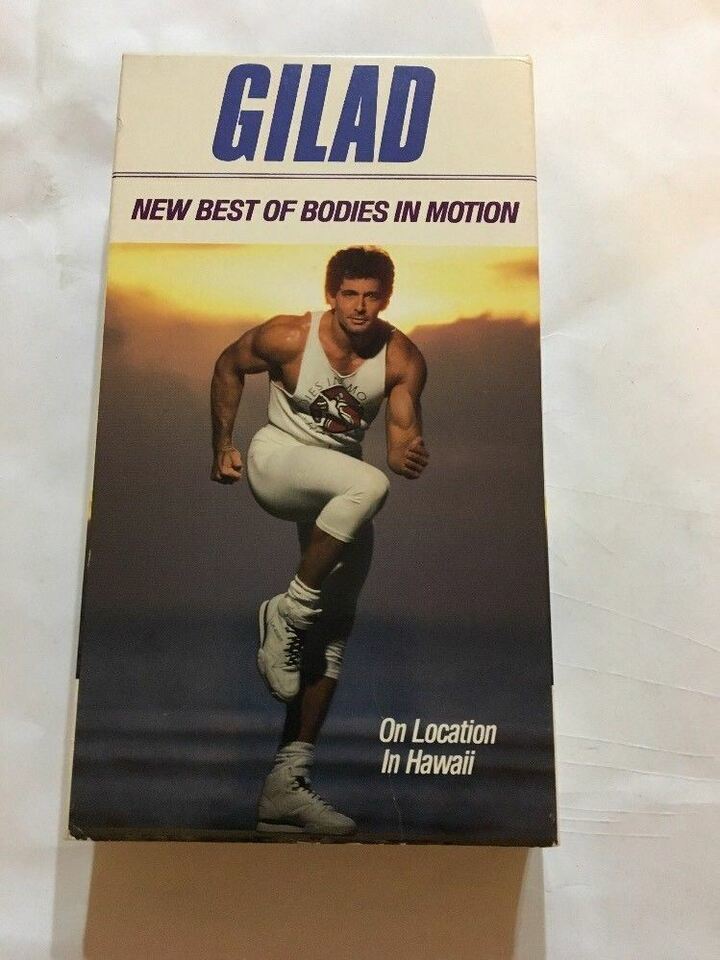 GILAD
NEW BEST OF BODIES IN MOTION
On Location
In Hawaii